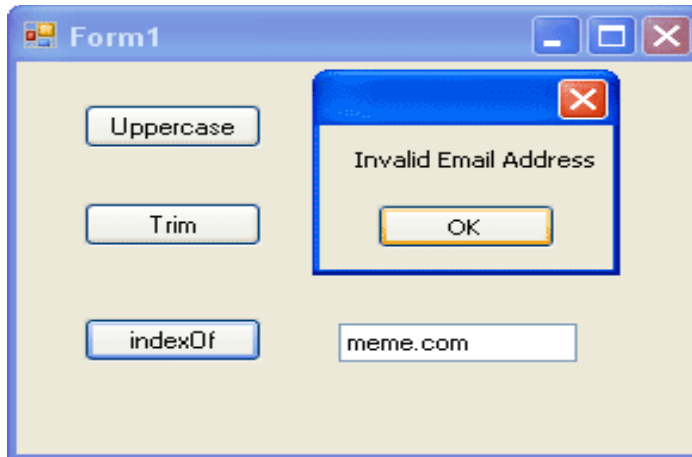 Form1
Uppercase
Invalid Email Address
OK
Trim
indexOf
meme.com